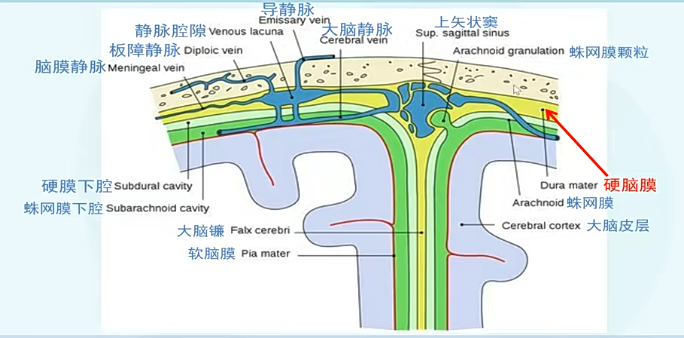 导静脉
Emissary vein
静脉腔隙 Venous lacuna
大脑静脉
Cerebral vein
上矢状窦
Sup. sagittal sinus
板障静脉 Diploic vein
Arachnoid granulation 蛛网膜颗粒
脑膜静脉 Meningeal vein
硬膜下腔 Subdural cavity
Dura mater 硬脑膜
蛛网膜下腔 Subarachnoid cavity
Arachnoid 蛛网膜
大脑镰 Falx cerebri
Cerebral cortex 大脑皮层
软脑膜 Pia mater